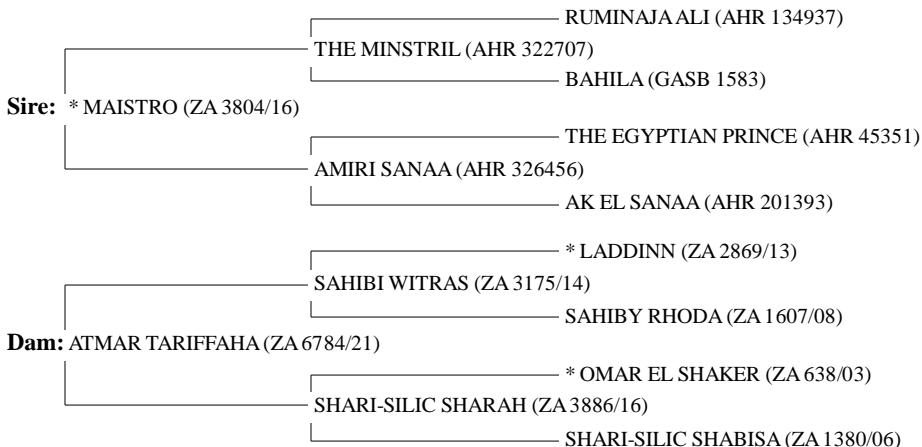 RUMINAJA ALI (AHR 134937)
THE MINSTRIL (AHR 322707)
BAHILA (GASB 1583)
Sire: * MAISTRO (ZA 3804/16)
THE EGYPTIAN PRINCE (AHR 45351)
AMIRI SANAA (AHR 326456)
AK EL SANAA (AHR 201393)
* LADDINN (ZA 2869/13)
SAHIBI WITRAS (ZA 3175/14)
SAHIBY RHODA (ZA 1607/08)
Dam: ATMAR TARIFFAHA (ZA 6784/21)
* OMAR EL SHAKER (ZA 638/03)
SHARI-SILIC SHARAH (ZA 3886/16)
SHARI-SILIC SHABISA (ZA 1380/06)